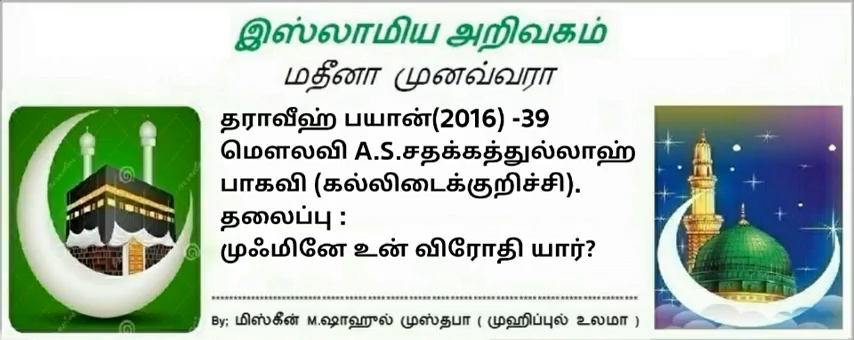 இஸ்லாமிய அறிவகம்
மதீனா முனவ்வரா
தராவீஹ் பயான்(2016) -39
மௌலவி A.S.சதக்கத்துல்லாஹ்
பாகவி (கல்லிடைக்குறிச்சி).
தலைப்பு :
முஃமினே உன் விரோதி யார்?
By; மிஸ்கீன் M.ஷாஹுல் முஸ்தபா ( முஹிப்புல் உலமா )